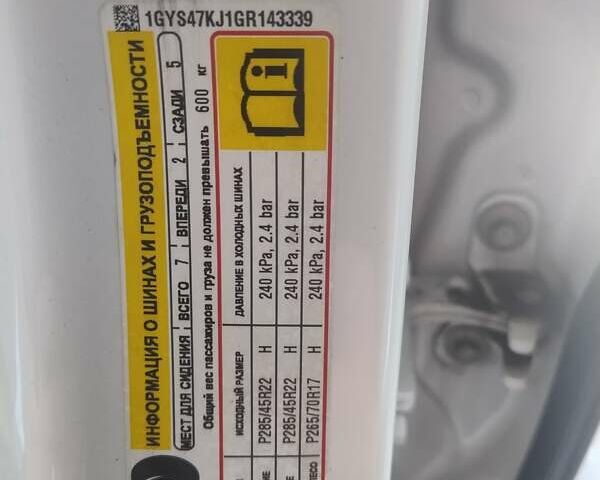 1GYS47KJ1GR143339
ИНФОРМАЦИЯ О ШИНАХ И ГРУЗОПОДЪЕМНОСТИ
МЕСТ ДЛЯ СИДЕНИЯ ВСЕГО 7 ВПЕРЕДИ 2 СЗАДИ 5
Общий вес пассажиров и груза не должен превышать 600 кг
ИСХОДНЫЙ РАЗМЕР ДАВЛЕНИЕ В ХОЛОДНЫХ ШИНАХ
P285/45R22 H 240 kPa, 2.4 bar
P285/45R22 H 240 kPa, 2.4 bar
P265/70R17 H 240 kPa, 2.4 bar